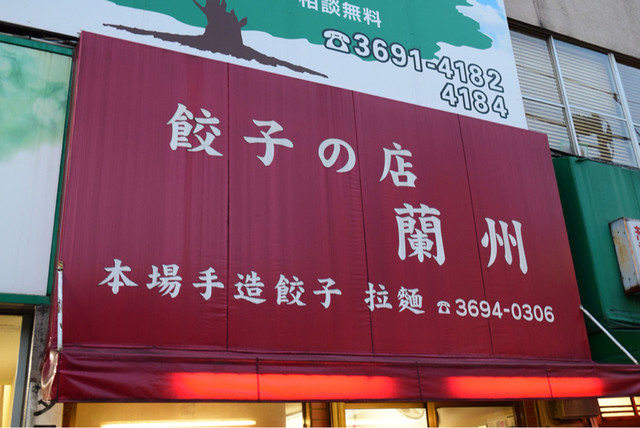 相談無料
☎3691-4182
4184
餃子の店
蘭州
本場手造餃子 拉麵 ☎3694-0306